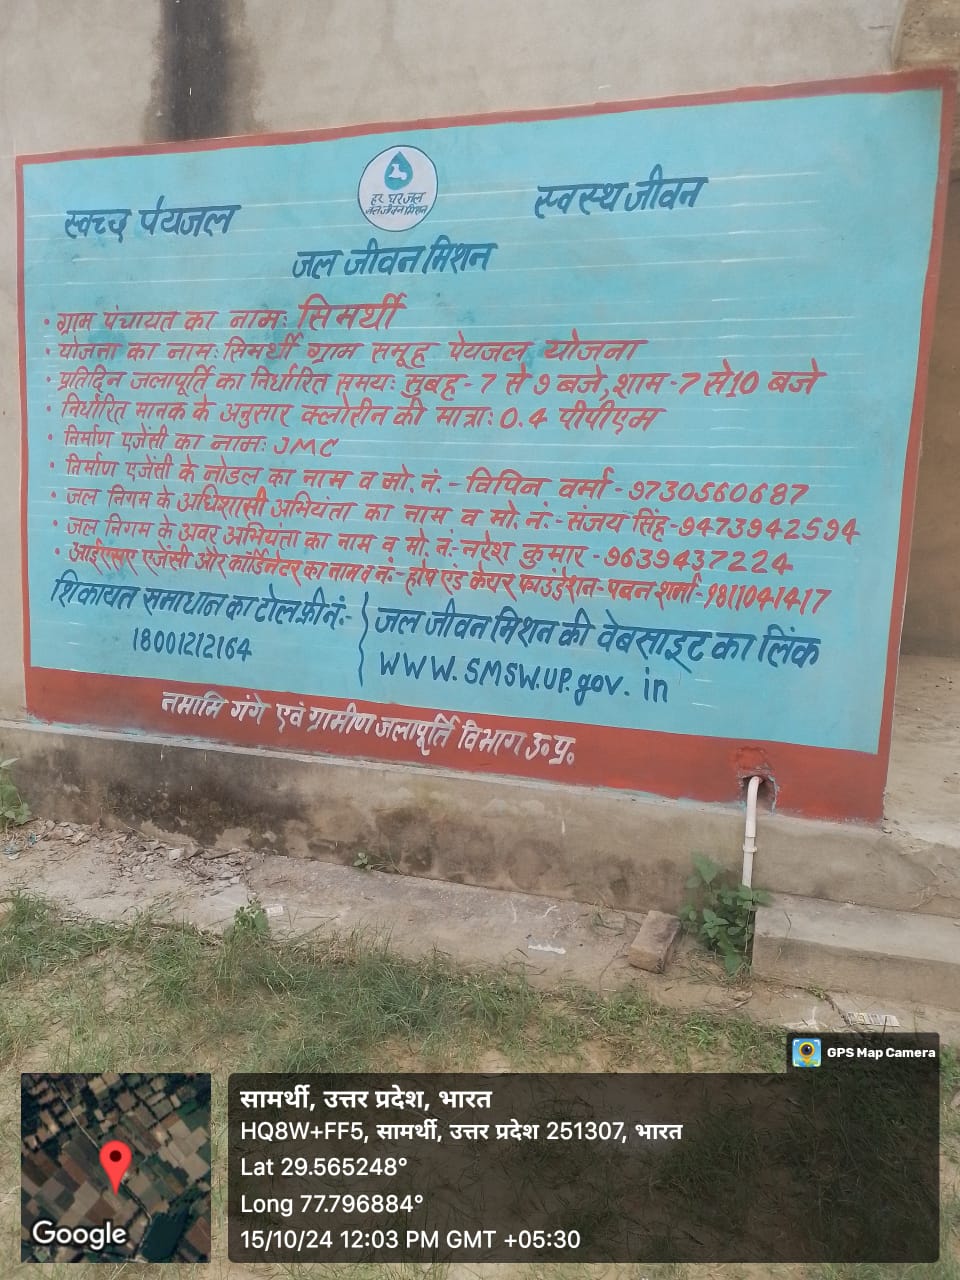 स्वच्छ पेयजल
हर घर जल
जल जीवन मिशन
स्वस्थ जीवन
जल जीवन मिशन
• ग्राम पंचायत का नाम: सिमर्थी
• योजना का नाम: सिमर्थी ग्राम समूह पेयजल योजना
• प्रतिदिन जलापूर्ति का निर्धारित समय: सुबह - 7 से 9 बजे, शाम - 7 से 10 बजे
• निर्धारित मानक के अनुसार क्लोरीन की मात्रा: 0.4 पीपीएम
• निर्माण एजेंसी का नाम: JMC
• निर्माण एजेंसी के नोडल का नाम व मो. नं. - विपिन वर्मा - 9730560687
• जल निगम के अधिशासी अभियंता का नाम व मो. नं. - संजय सिंह - 9473942594
• जल निगम के अवर अभियंता का नाम व मो. नं. - नरेश कुमार - 9639437224
• आईएसए एजेंसी और कॉर्डिनेटर का नाम व नं. - होप एंड केयर फाउंडेशन - पवन शर्मा - 9811041417
शिकायत समाधान का टोल फ्री नं. -
18001212164
जल जीवन मिशन की वेबसाइट का लिंक
WWW.SMSW.UP.gov.in
नमामि गंगे एवं ग्रामीण जलापूर्ति विभाग उ.प्र.
GPS Map Camera
सामर्थी, उत्तर प्रदेश, भारत
HQ8W+FF5, सामर्थी, उत्तर प्रदेश 251307, भारत
Lat 29.565248°
Long 77.796884°
15/10/24 12:03 PM GMT +05:30
Google